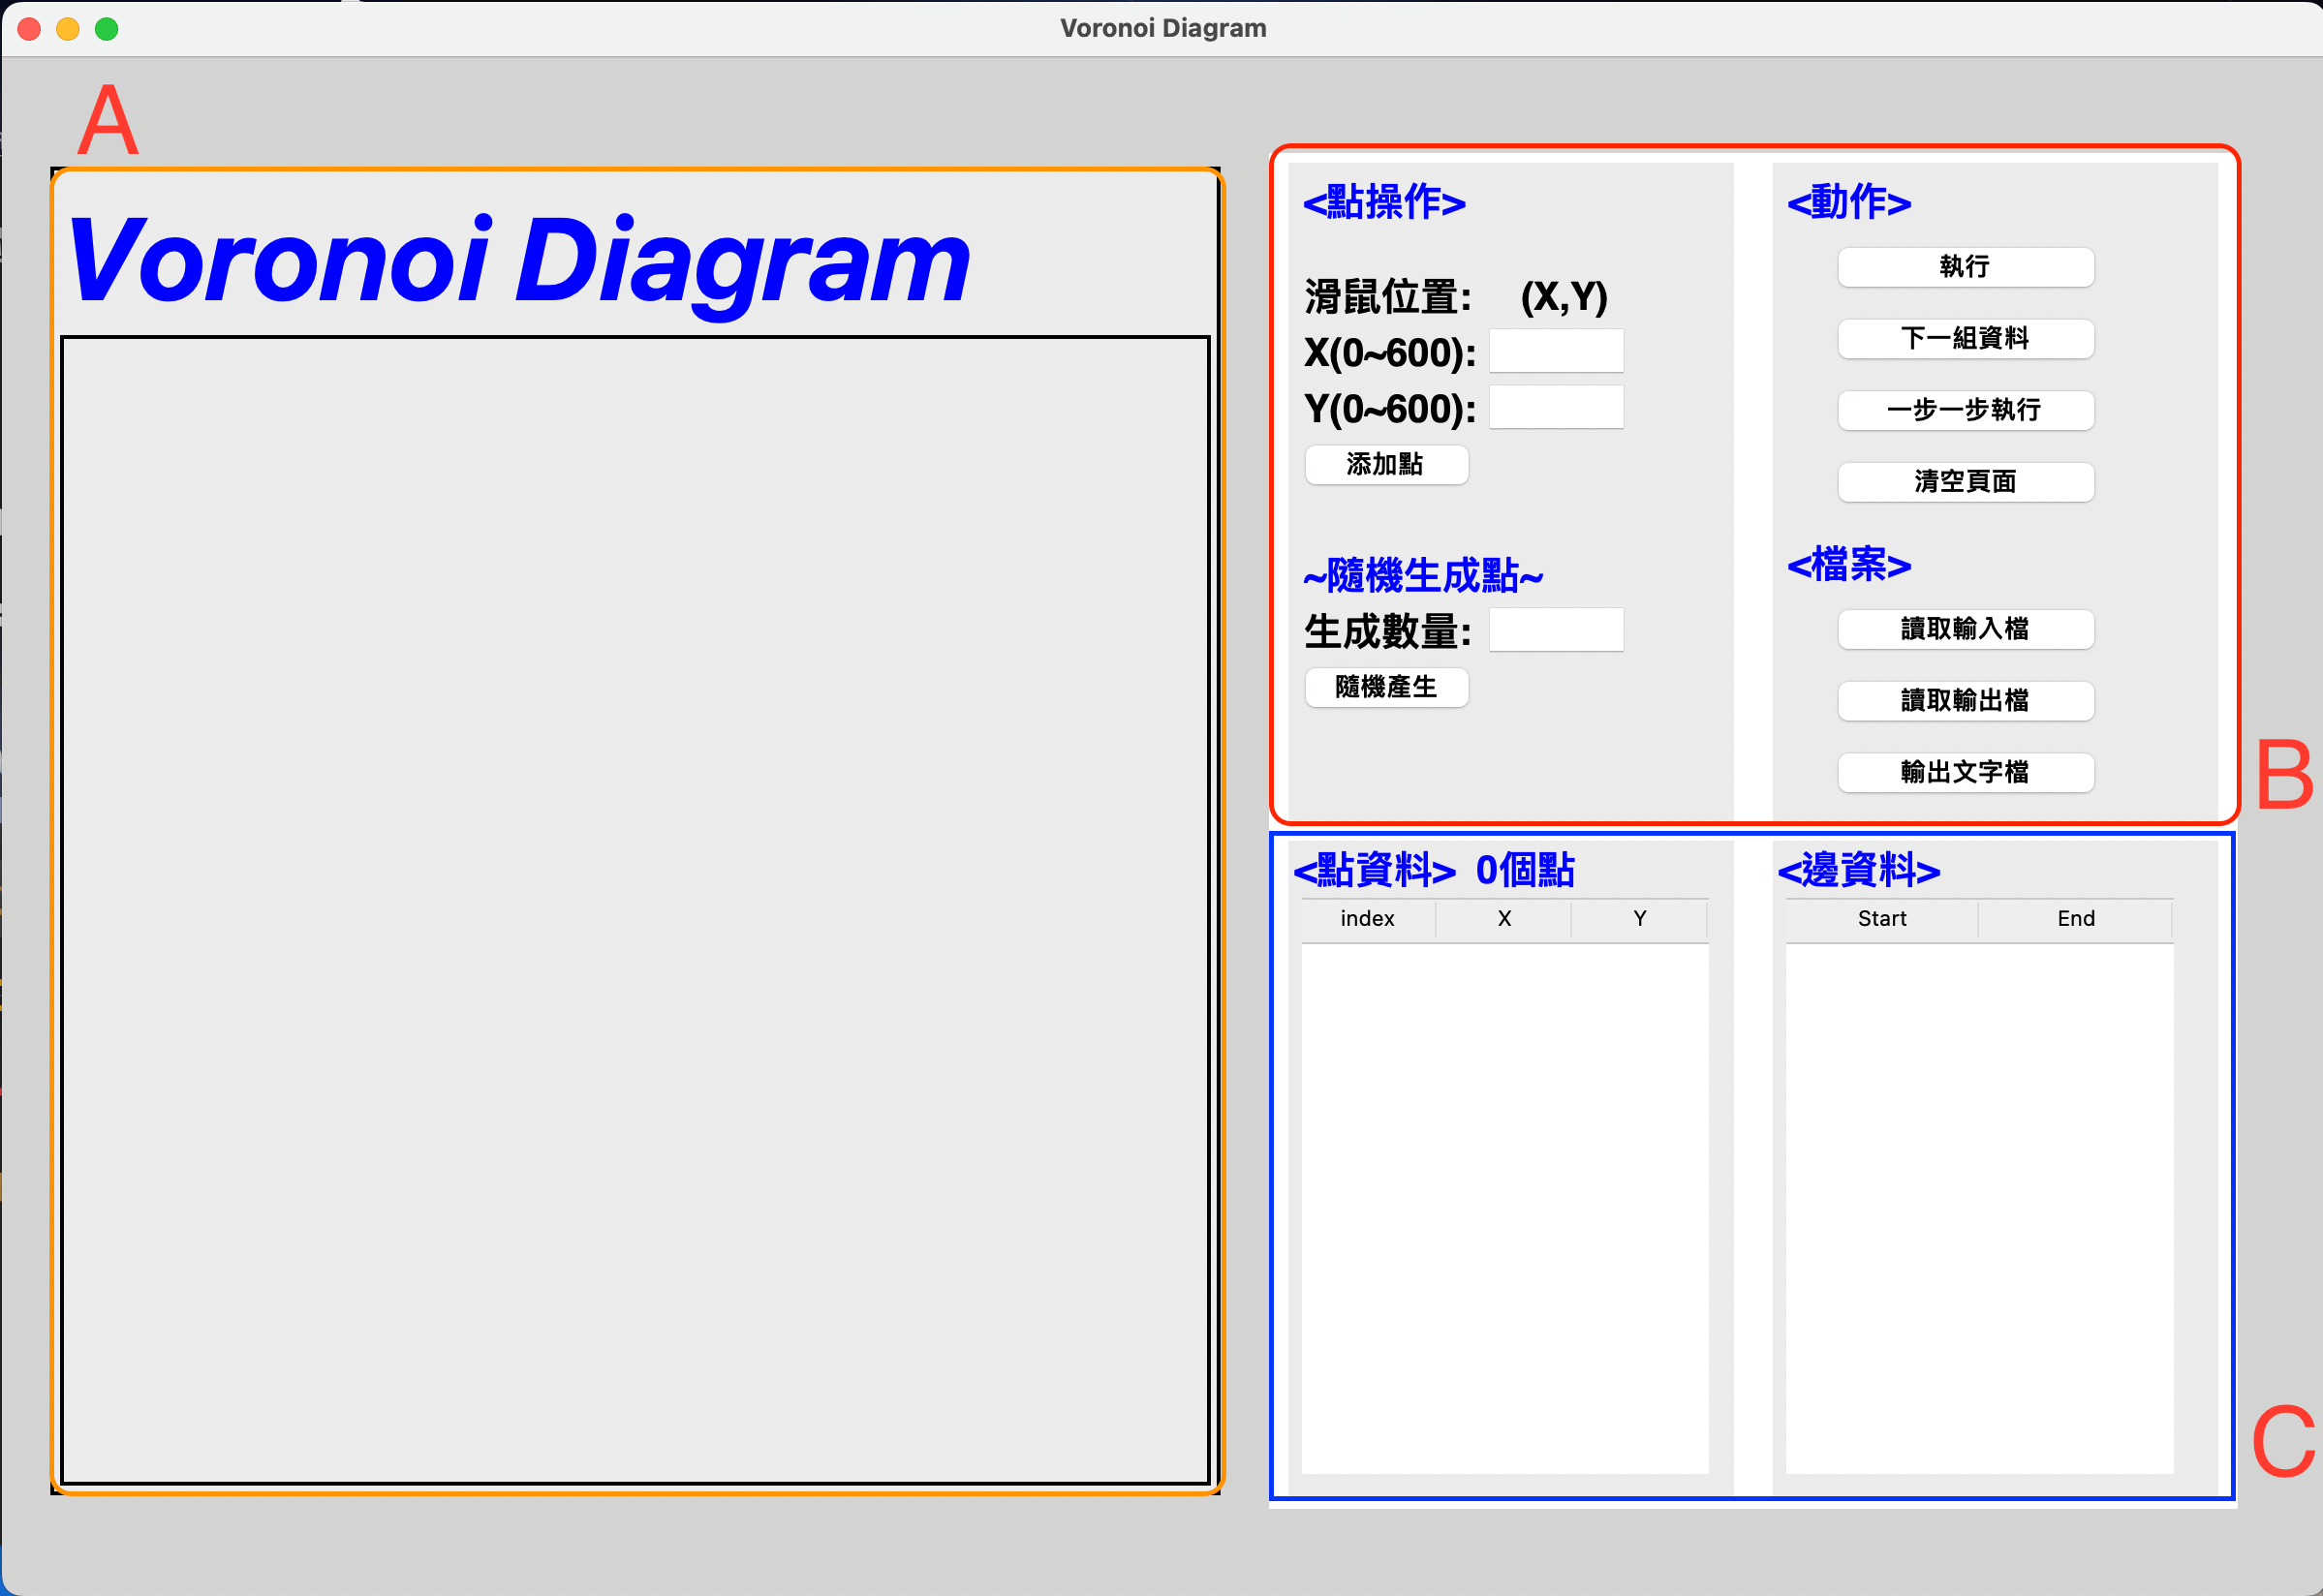 Voronoi Diagram
A
Voronoi Diagram
<點操作>
滑鼠位置: (X,Y)
X(0~600):
Y(0~600):
添加點
~隨機生成點~
生成數量:
隨機產生
<動作>
執行
下一組資料
一步一步執行
清空頁面
<檔案>
讀取輸入檔
讀取輸出檔
輸出文字檔
B
<點資料> 0個點
index X Y
<邊資料>
Start End
C